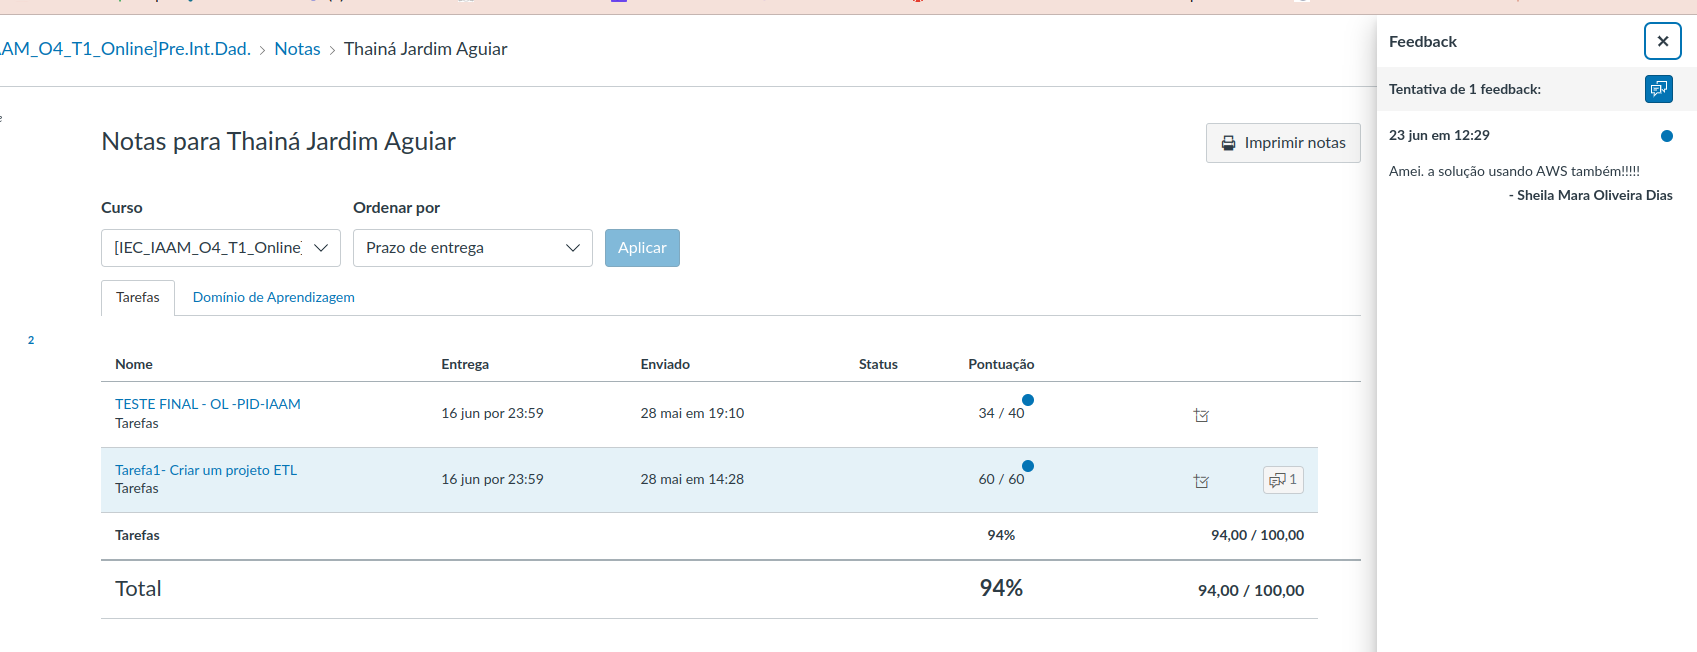 AM_O4_T1_Online]Pre.Int.Dad. > Notas > Thainá Jardim Aguiar
Notas para Thainá Jardim Aguiar
Imprimir notas
Curso
Ordenar por
[IEC_IAAM_O4_T1_Online]
Prazo de entrega
Aplicar
Tarefas
Domínio de Aprendizagem
2
Nome Entrega Enviado Status Pontuação
TESTE FINAL - OL -PID-IAAM
Tarefas
16 jun por 23:59
28 mai em 19:10
34 / 40
Tarefa1- Criar um projeto ETL
Tarefas
16 jun por 23:59
28 mai em 14:28
60 / 60
1
Tarefas 94% 94,00 / 100,00
Total 94% 94,00 / 100,00
Feedback
Tentativa de 1 feedback:
23 jun em 12:29
Amei. a solução usando AWS também!!!!!
- Sheila Mara Oliveira Dias